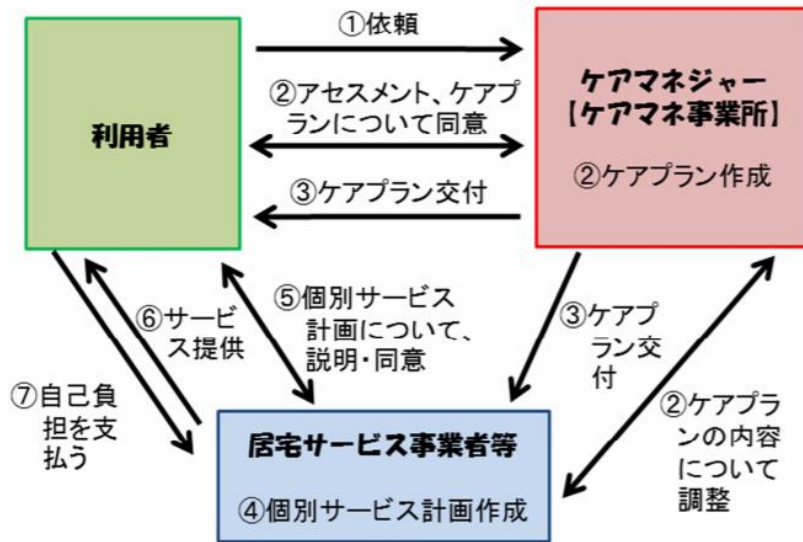 ①依頼
利用者
②アセスメント、ケアプ
ランについて同意
③ケアプラン交付
ケアマネジャー
【ケアマネ事業所】
②ケアプラン作成
⑥サービ
ス提供
⑤個別サービス
計画について、
説明・同意
③ケアプ
ラン交
付
⑦自己負
担を支
払う
②ケアプラ
ンの内容
について
調整
居宅サービス事業者等
④個別サービス計画作成